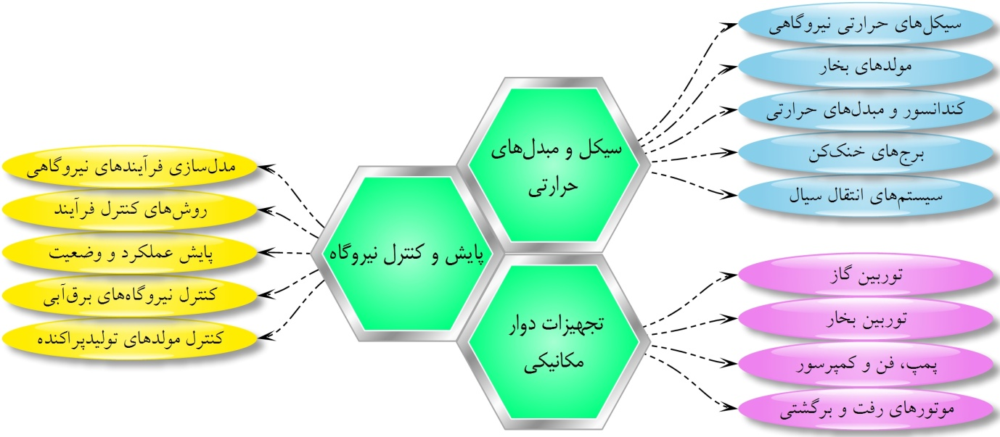 سیکل و مبدل‌های
حرارتی
سیکل‌های حرارتی نیروگاهی
مولدهای بخار
کندانسور و مبدل‌های حرارتی
برج‌های خنک‌کن
سیستم‌های انتقال سیال
تجهیزات دوار
مکانیکی
توربین گاز
توربین بخار
پمپ، فن و کمپرسور
موتورهای رفت و برگشتی
پایش و کنترل نیروگاه
مدل‌سازی فرآیندهای نیروگاهی
روش‌های کنترل فرآیند
پایش عملکرد و وضعیت
کنترل نیروگاه‌های برق‌آبی
کنترل مولدهای تولیدپراکنده